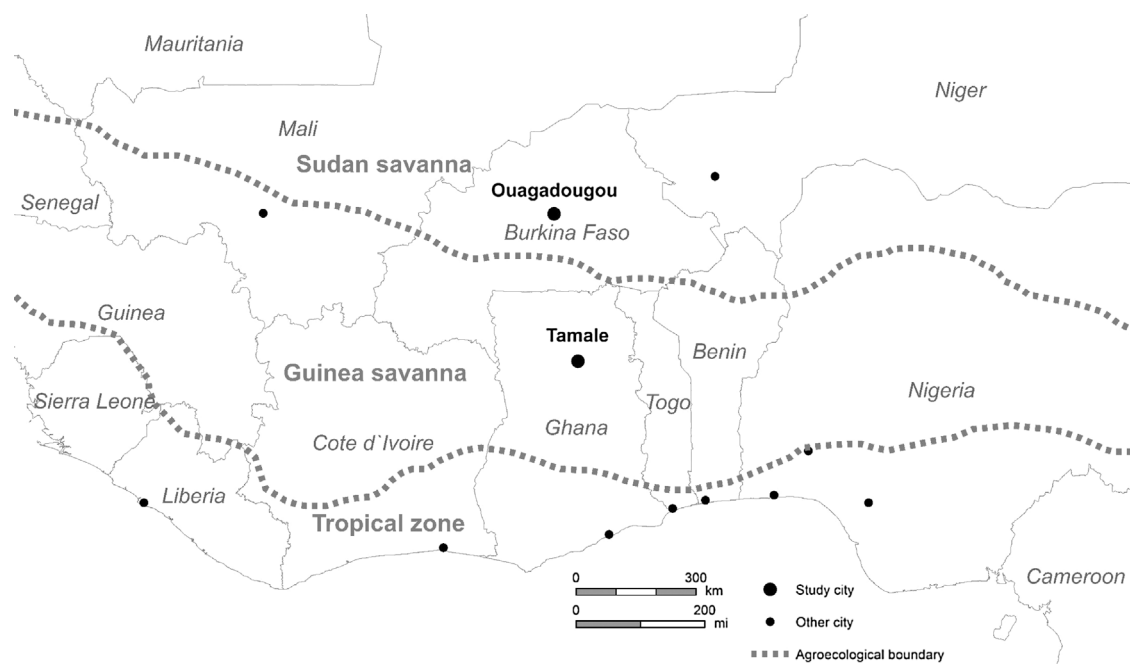 Mauritania
Niger
Mali
Sudan savanna
Ouagadougou
Senegal
Burkina Faso
Guinea
Tamale
Benin
Guinea savanna
Nigeria
Sierra Leone
Togo
Ghana
Cote d`Ivoire
Liberia
Tropical zone
0 300
km
0 200
mi
Study city
Other city
Agroecological boundary
Cameroon